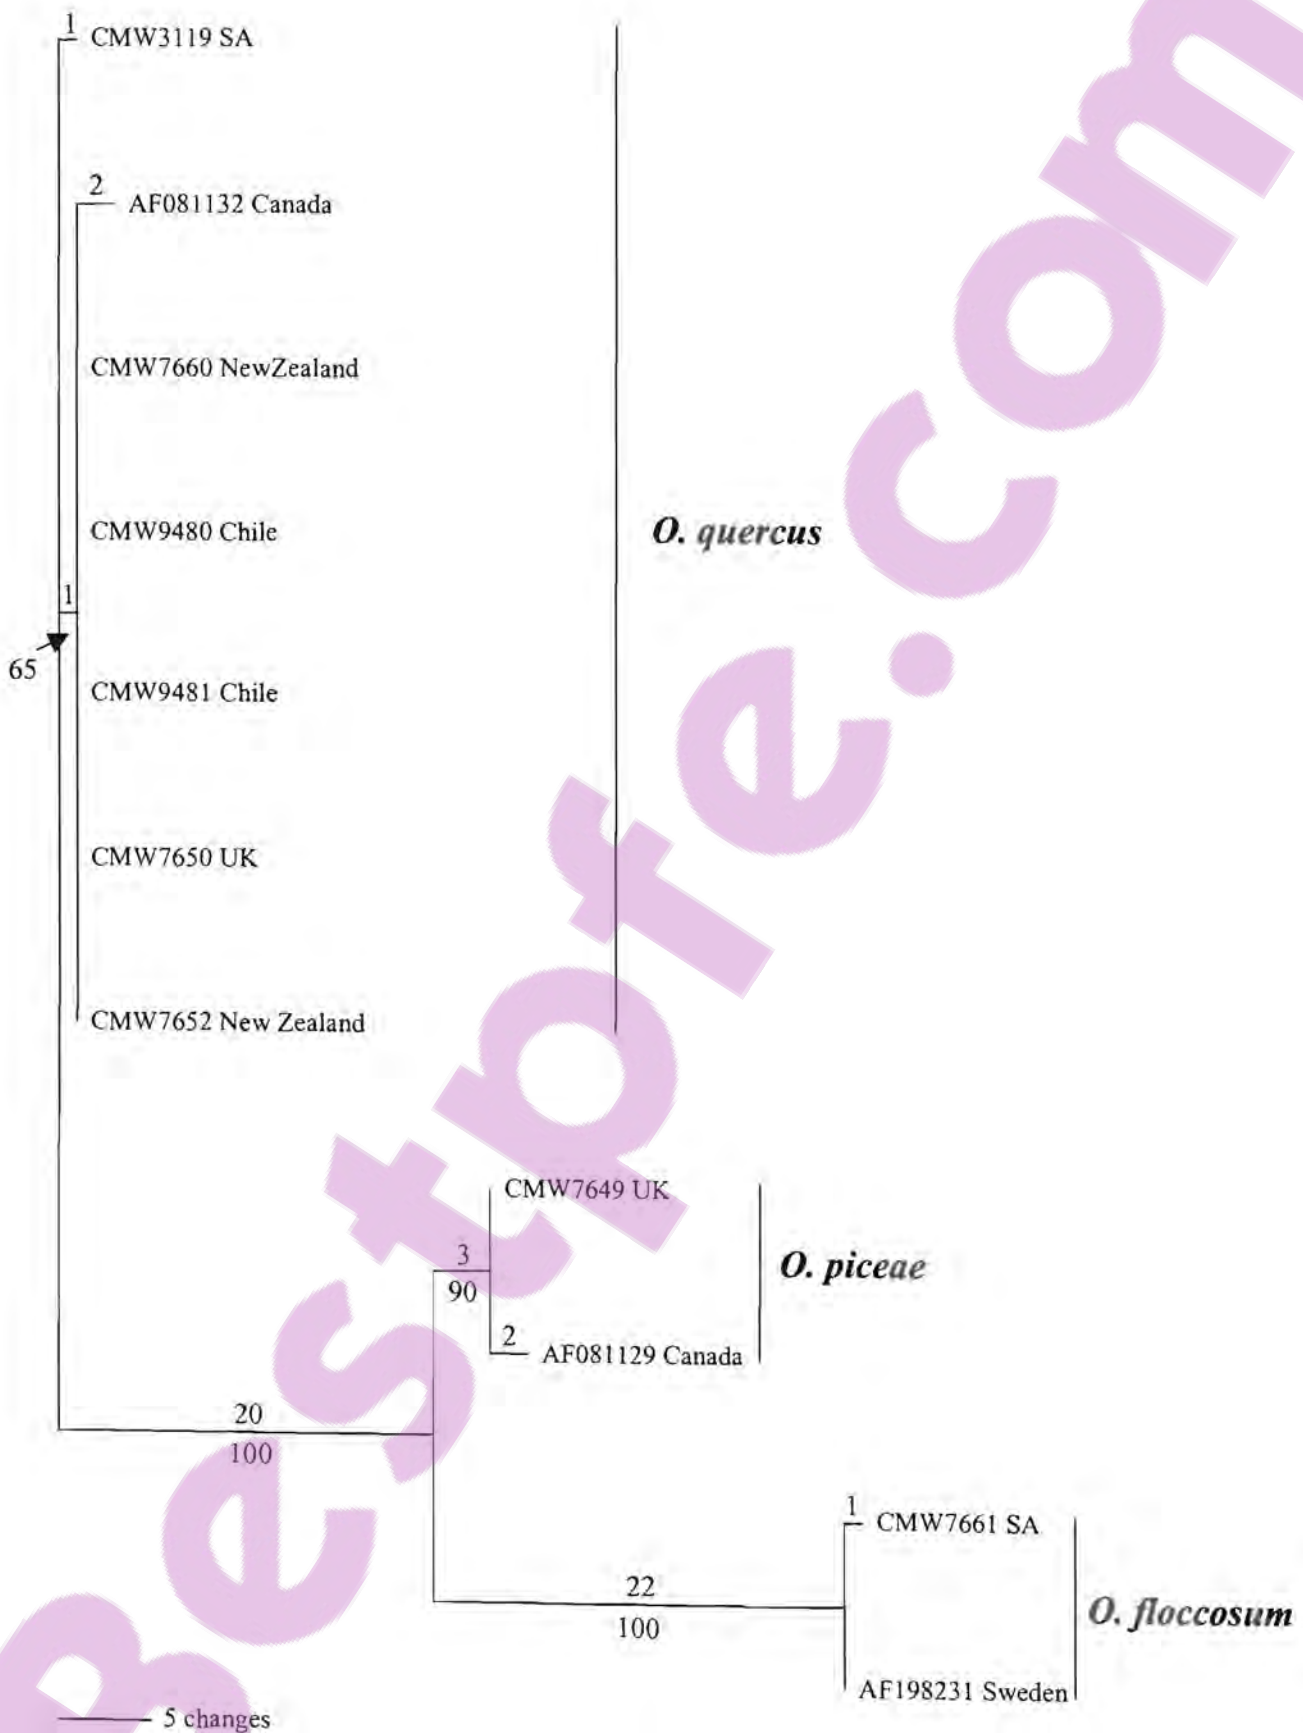 1
CMW3119 SA
2
AF081132 Canada
CMW7660 NewZealand
CMW9480 Chile
O. quercus
1
65
CMW9481 Chile
CMW7650 UK
CMW7652 New Zealand
CMW7649 UK
3
90
O. piceae
2
AF081129 Canada
20
100
1
CMW7661 SA
22
100
O. floccosum
AF198231 Sweden
5 changes
Bestpfe.com